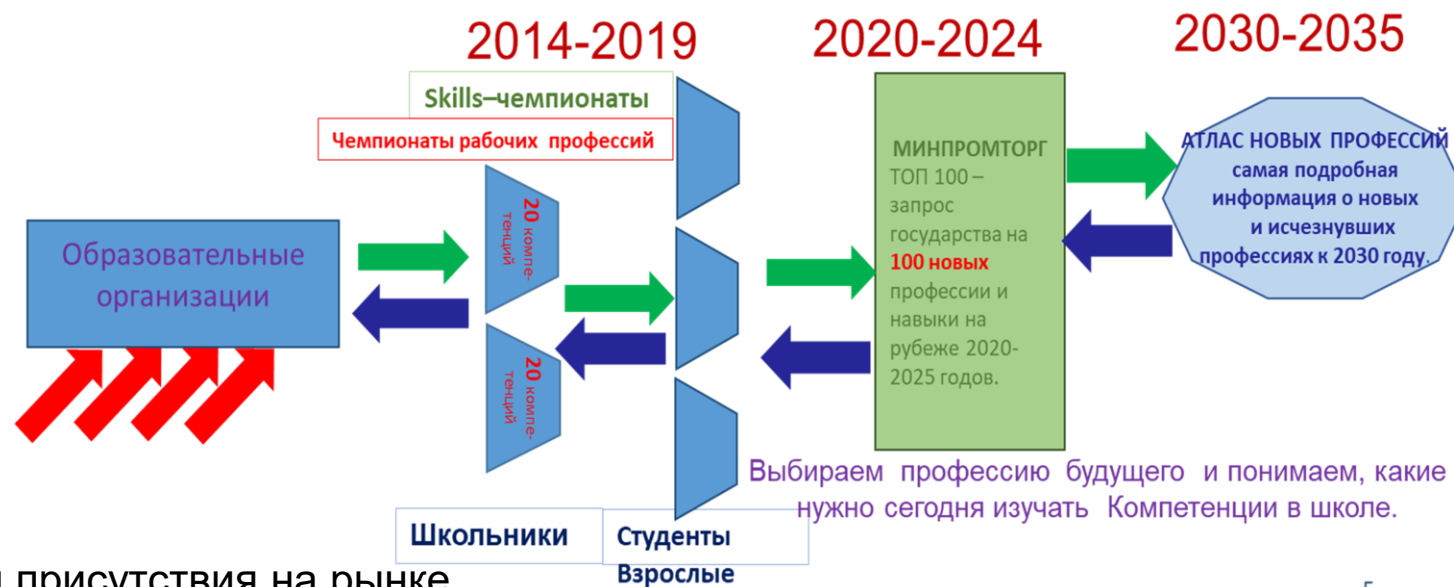 2014-2019
2020-2024
2030-2035
Skills–чемпионаты
Чемпионаты рабочих профессий
Образовательные
организации
20 компе-
тенций
20 компе-
тенций
МИНПРОМТОРГ
ТОП 100 –
запрос
государства на
100 новых
профессии и
навыки на
рубеже 2020-
2025 годов.
АТЛАС НОВЫХ ПРОФЕССИЙ
самая подробная
информация о новых
и исчезнувших
профессиях к 2030 году.
Выбираем профессию будущего и понимаем, какие
нужно сегодня изучать Компетенции в школе.
Школьники
Студенты
Взрослые
присутствия на рынке